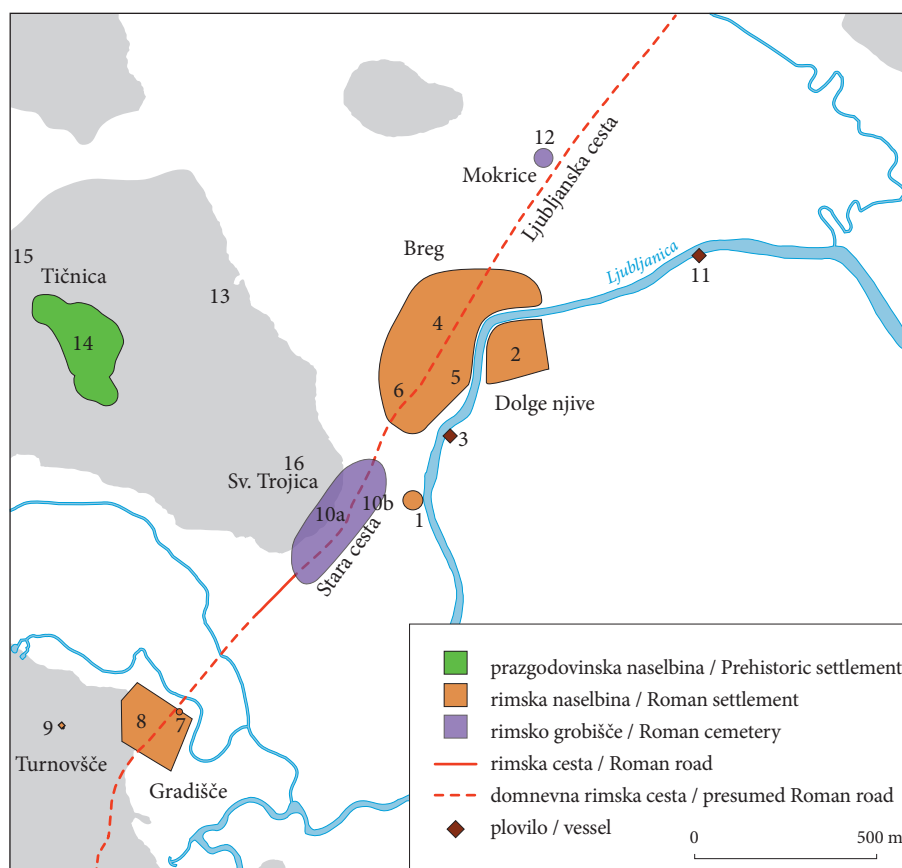 12
Mokrice
Ljubljanska cesta
Breg
Ljubljanica
11
15
Tičnica
13
14
4
2
6
5
Dolge njive
3
16
Sv. Trojica
10a
10b
1
Stara cesta
9
8
7
Turnovšče
Gradišče
prazgodovinska naselbina / Prehistoric settlement
rimska naselbina / Roman settlement
rimsko grobišče / Roman cemetery
rimska cesta / Roman road
domnevna rimska cesta / presumed Roman road
plovilo / vessel
0
500 m